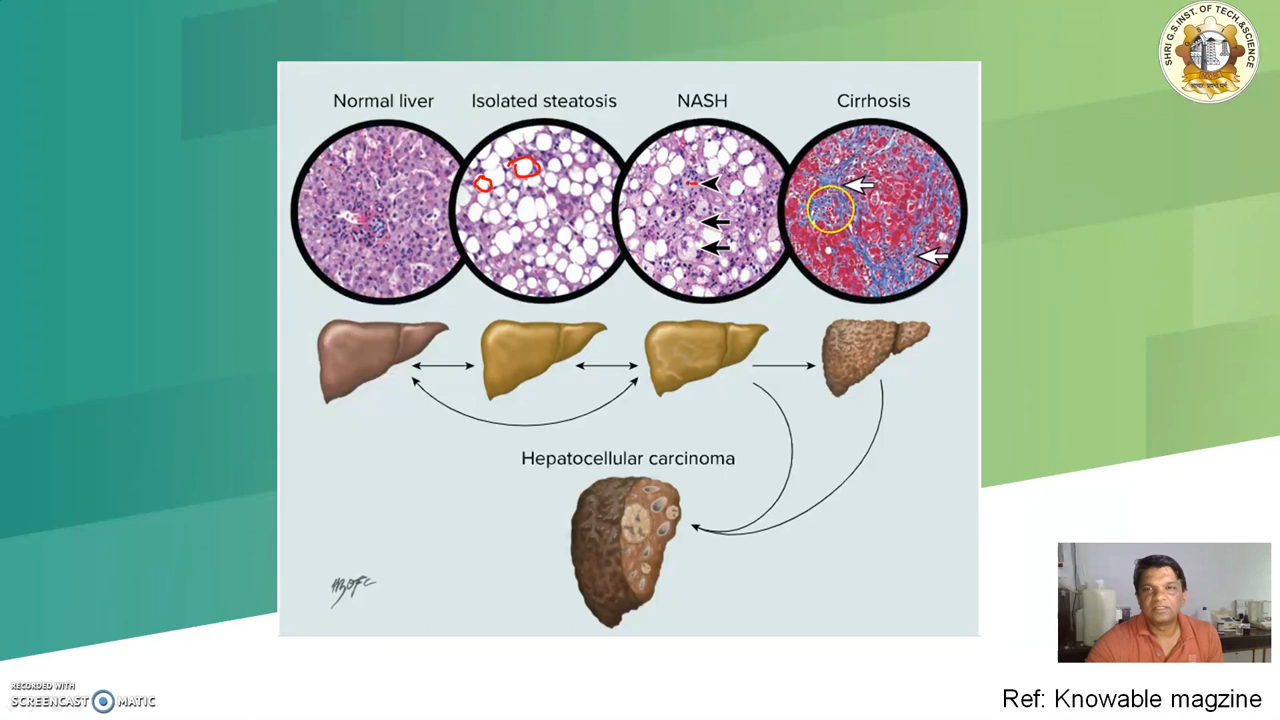 SHRI G.S.INST. OF TECH.&SCIENCE
Normal liver
Isolated steatosis
NASH
Cirrhosis
Hepatocellular carcinoma
RECORDED WITH
SCREENCAST MATIC
Ref: Knowable magzine